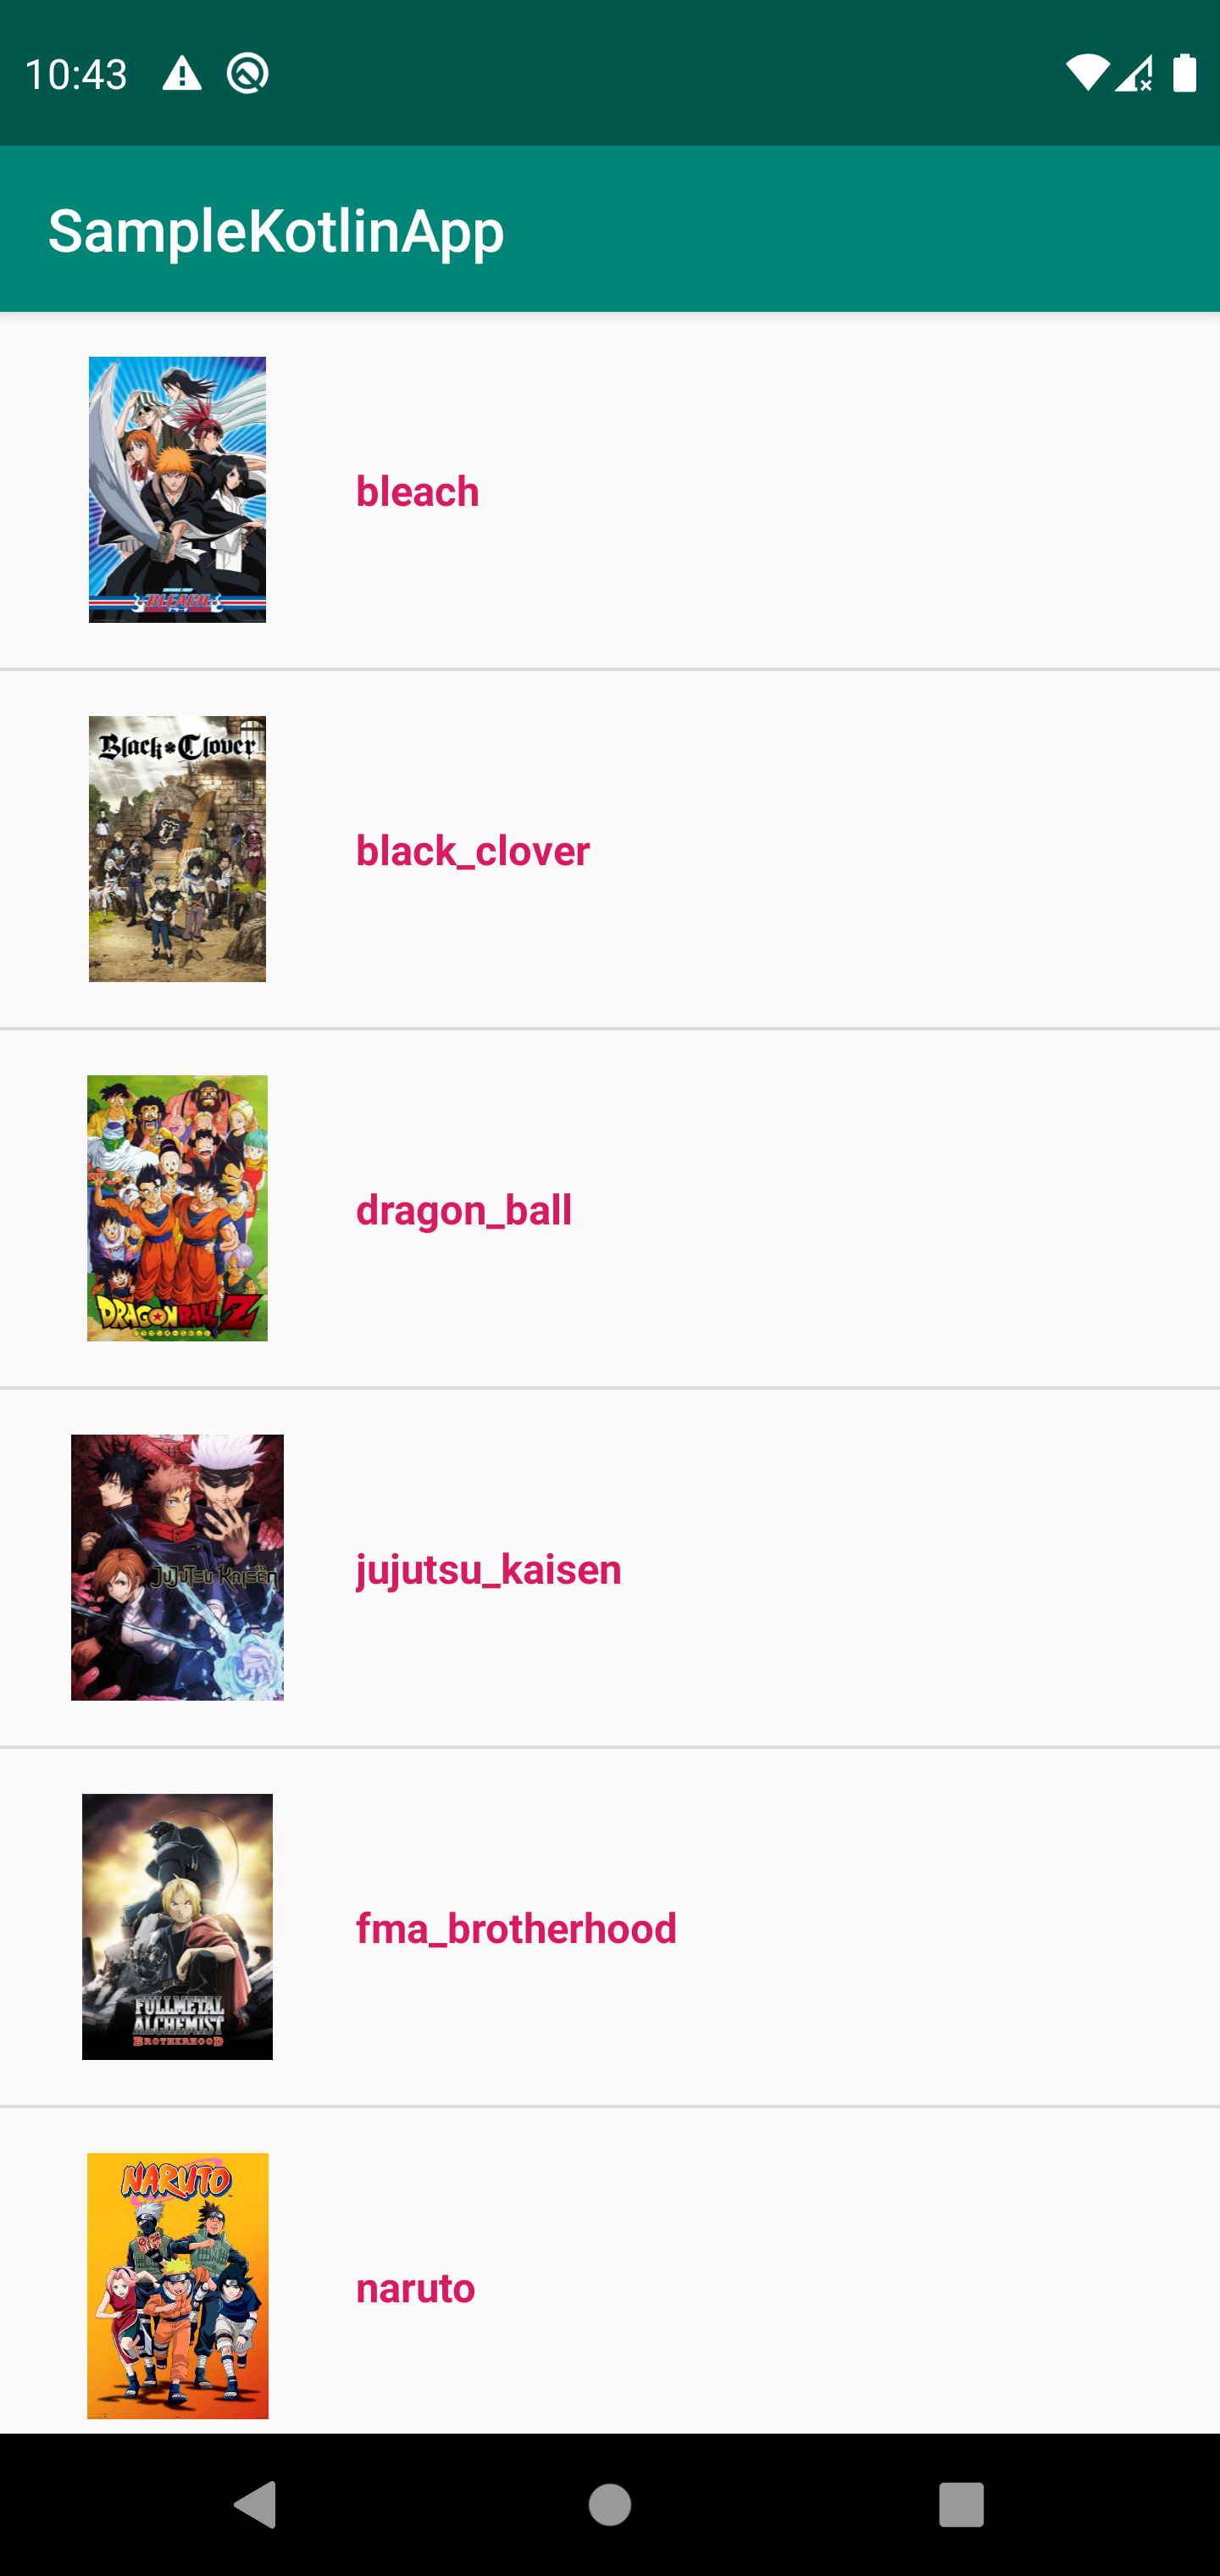 10:43
SampleKotlinApp
BLEACH
bleach
Black Clover
black_clover
DRAGON BALL Z
dragon_ball
JUJUTSU KAISEN
jujutsu_kaisen
FULLMETAL
ALCHEMIST
BROTHERHOOD
fma_brotherhood
NARUTO
naruto